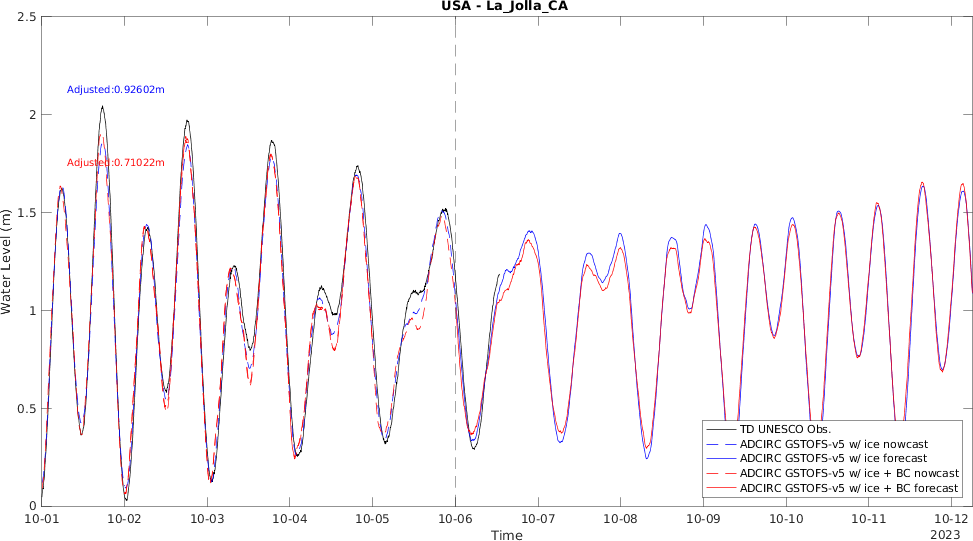 USA - La_Jolla_CA
2.5
2
1.5
1
0.5
0
Water Level (m)
Adjusted:0.92602m
Adjusted:0.71022m
TD UNESCO Obs.
ADCIRC GSTOFS-v5 w/ ice nowcast
ADCIRC GSTOFS-v5 w/ ice forecast
ADCIRC GSTOFS-v5 w/ ice + BC nowcast
ADCIRC GSTOFS-v5 w/ ice + BC forecast
10-01 10-02 10-03 10-04 10-05 10-06 10-07 10-08 10-09 10-10 10-11 10-12
2023
Time